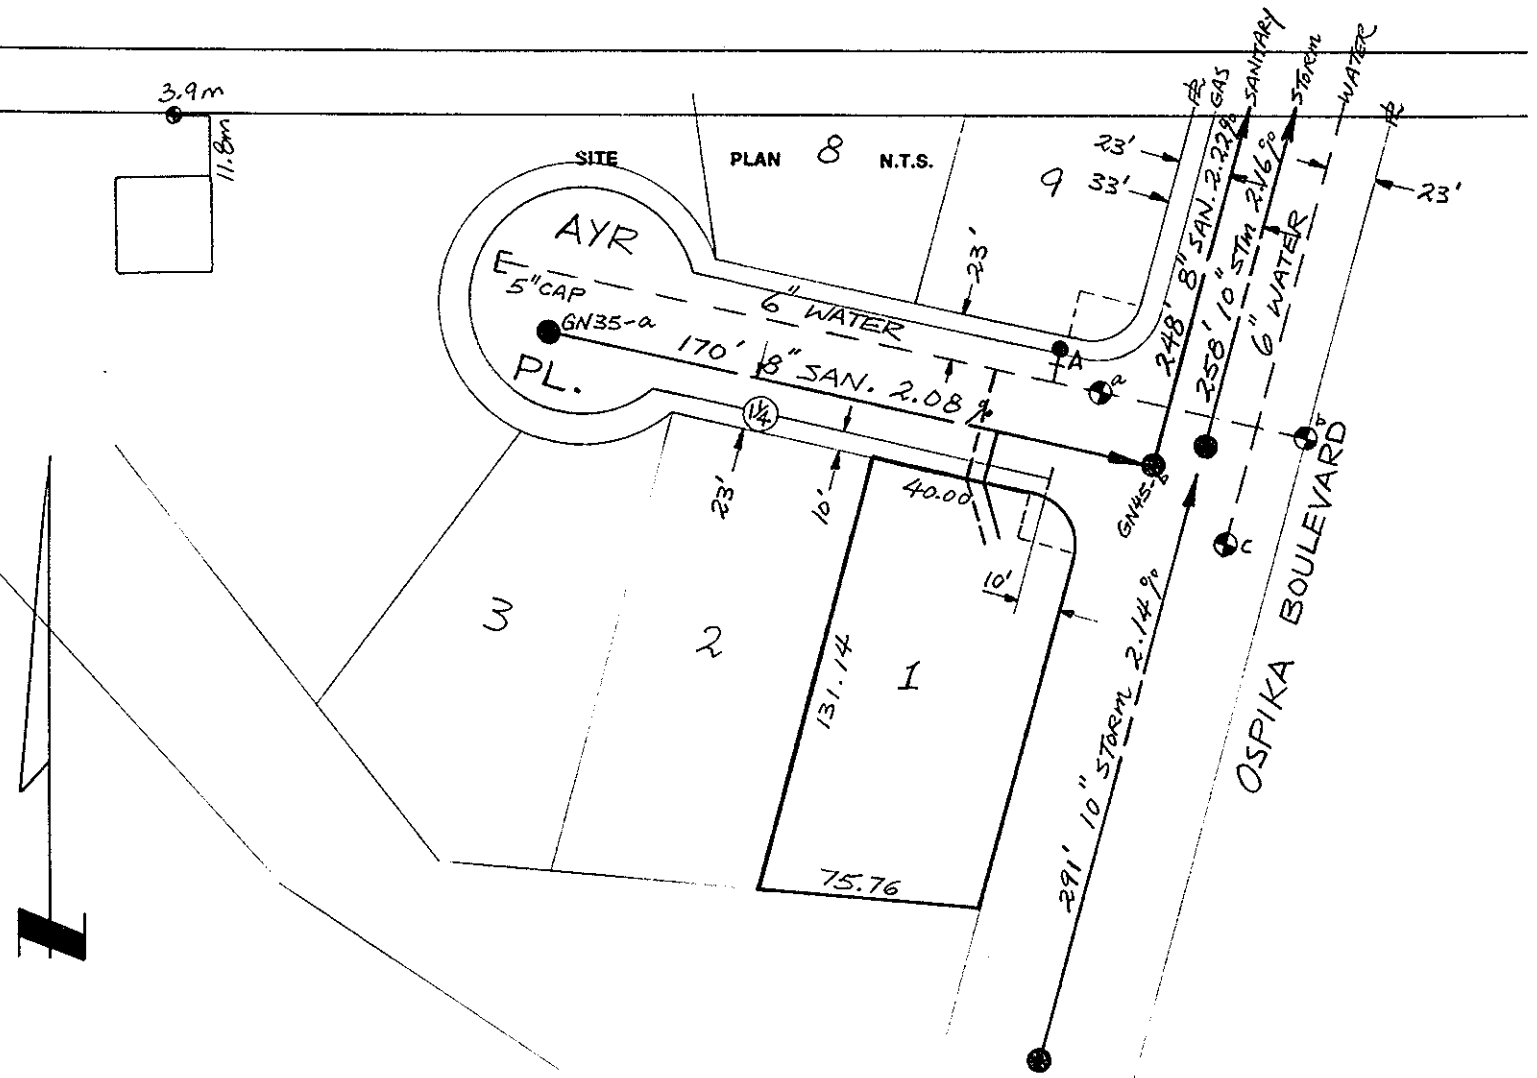 SANITARY
STORM
WATER
GAS
3.9m
11.8m
SITE PLAN 8 N.T.S.
9
23'
33'
23'
23'
248' 8" SAN. 2.22%
258' 10" STM 2.16%
6" WATER
AYR
PL.
5" CAP
6" WATER
GN35-a
170' 8" SAN. 2.08%
A
a
b
c
1¼
23'
10'
40.00
GN45-b
10'
3
2
1
131.14
75.76
291' 10" STORM 2.14%
OSPIKA BOULEVARD